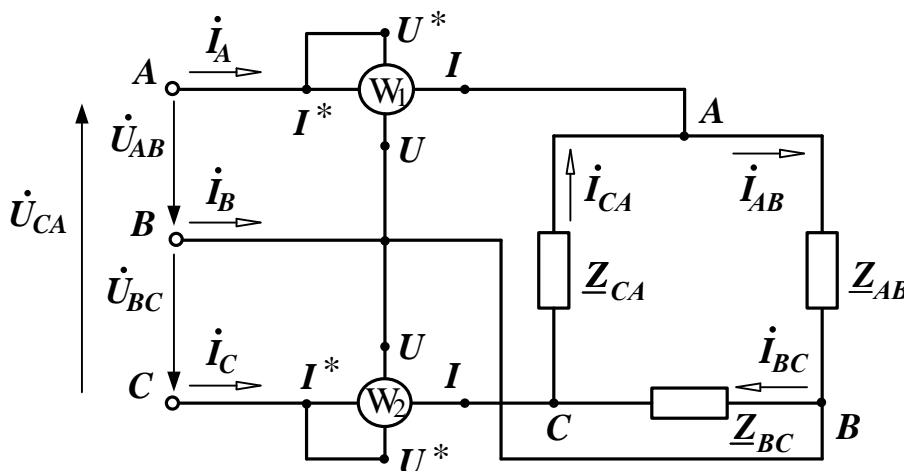 U*
İ_A
I
A
W₁
I*
A
U̇_AB
U
İ_B
İ_CA
İ_AB
U̇_CA
B
Z_CA
Z_AB
U̇_BC
U
İ_C
I*
I
İ_BC
C
W₂
C
Z_BC
B
U*